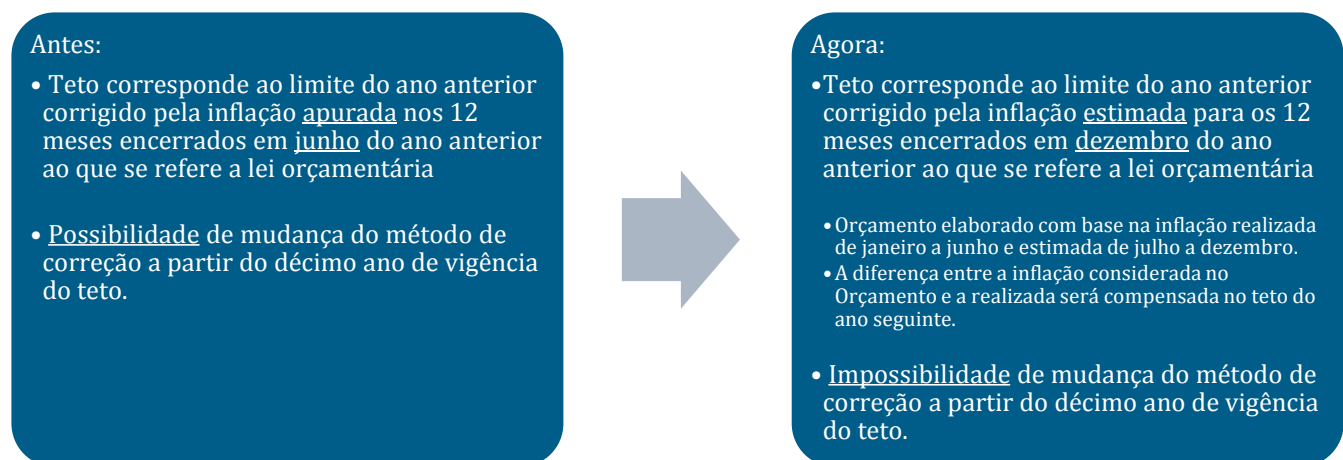 Antes:
• Teto corresponde ao limite do ano anterior
corrigido pela inflação apurada nos 12
meses encerrados em junho do ano anterior
ao que se refere a lei orçamentária
• Possibilidade de mudança do método de
correção a partir do décimo ano de vigência
do teto.
Agora:
•Teto corresponde ao limite do ano anterior
corrigido pela inflação estimada para os 12
meses encerrados em dezembro do ano
anterior ao que se refere a lei orçamentária
•Orçamento elaborado com base na inflação realizada
de janeiro a junho e estimada de julho a dezembro.
•A diferença entre a inflação considerada no
Orçamento e a realizada será compensada no teto do
ano seguinte.
• Impossibilidade de mudança do método de
correção a partir do décimo ano de vigência
do teto.